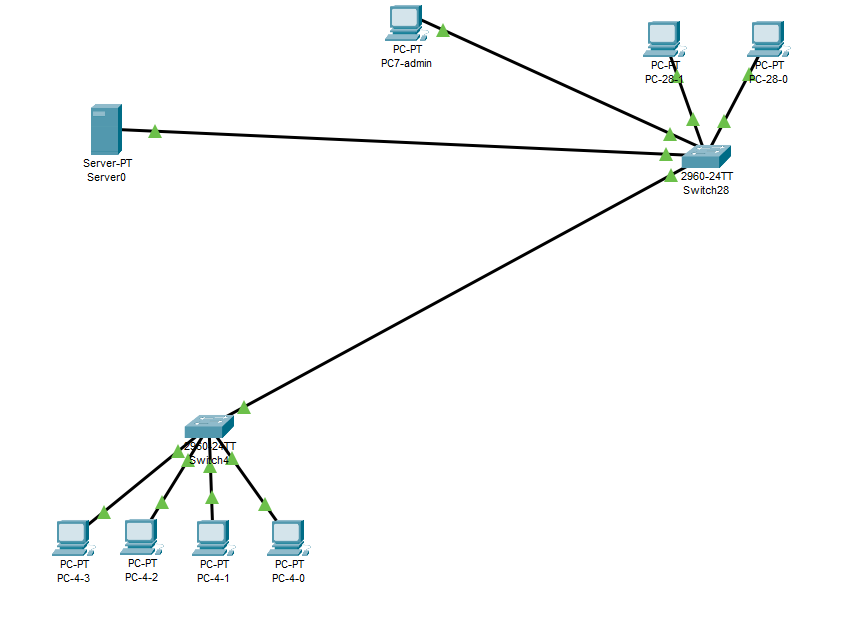 PC-PT
PC7-admin
PC-PT
PC-28-1
PC-PT
PC-28-0
Server-PT
Server0
2960-24TT
Switch28
2960-24TT
Switch4
PC-PT
PC-4-3
PC-PT
PC-4-2
PC-PT
PC-4-1
PC-PT
PC-4-0